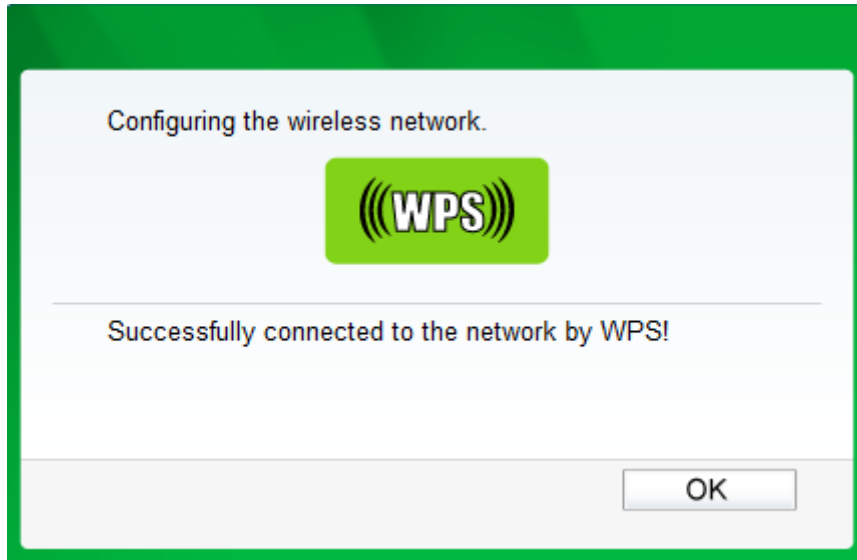 Configuring the wireless network.
WPS
Successfully connected to the network by WPS!
OK